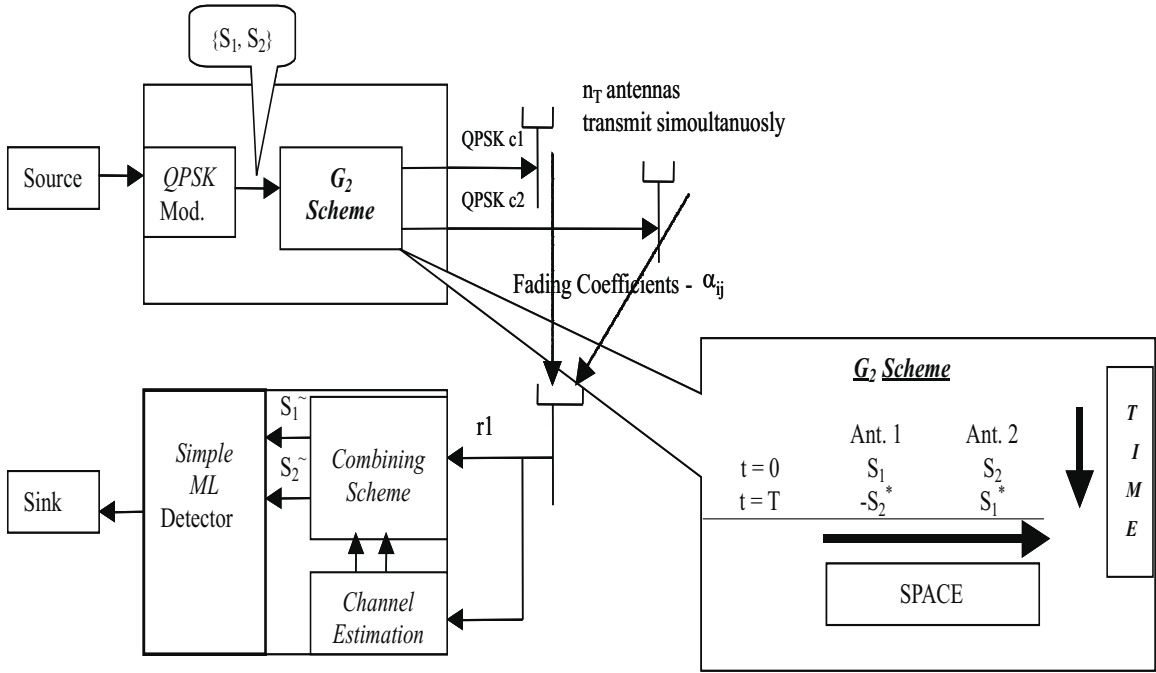 {S₁, S₂}
n_T antennas
transmit simoultanuosly
QPSK c1
QPSK c2
Source
QPSK
Mod.
G₂
Scheme
Fading Coefficients - α_ij
G₂ Scheme
Ant. 1 Ant. 2
t = 0 S₁ S₂
t = T -S₂* S₁*
T
I
M
E
SPACE
r1
S₁~
S₂~
Combining
Scheme
Simple
ML
Detector
Sink
Channel
Estimation